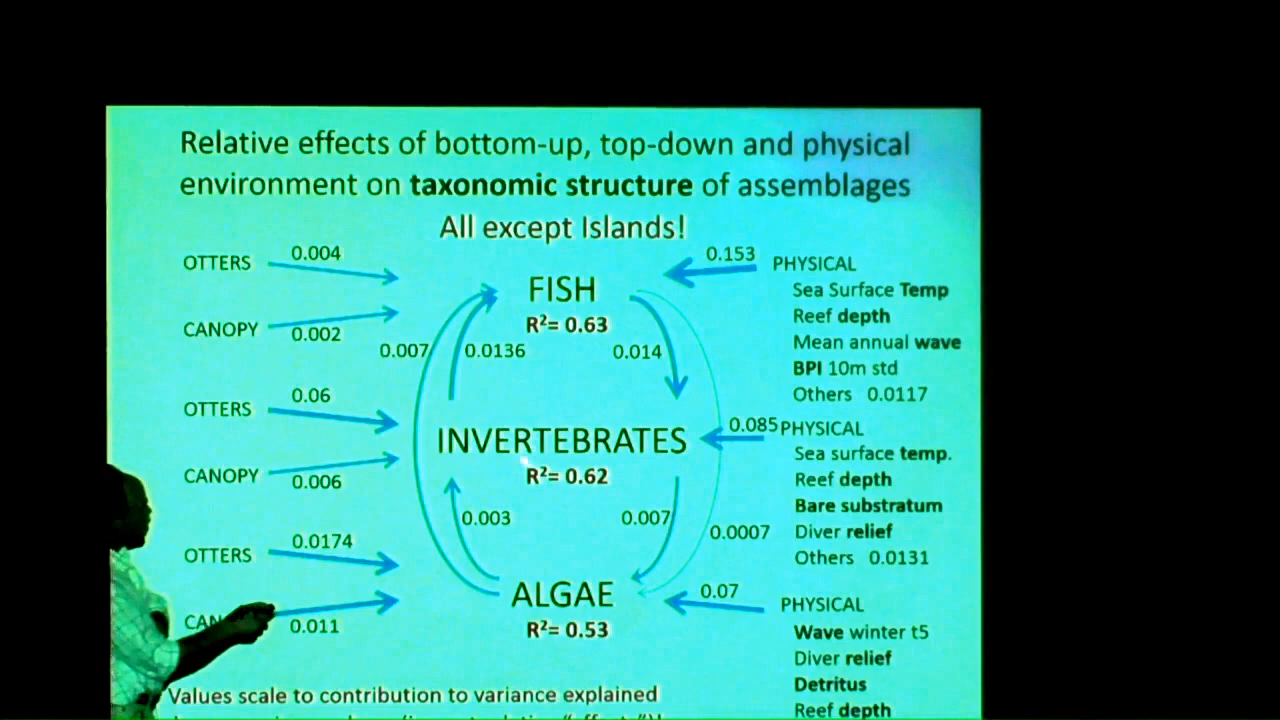 Relative effects of bottom-up, top-down and physical
environment on taxonomic structure of assemblages
All except Islands!
OTTERS 0.004
CANOPY 0.002
0.007
0.0136
FISH
R²= 0.63
0.014
0.153 PHYSICAL
Sea Surface Temp
Reef depth
Mean annual wave
BPI 10m std
Others 0.0117
OTTERS 0.06
CANOPY 0.006
INVERTEBRATES
R²= 0.62
0.085 PHYSICAL
Sea surface temp.
Reef depth
Bare substratum
Diver relief
Others 0.0131
0.003
0.007
0.0007
OTTERS 0.0174
CAN 0.011
ALGAE
R²= 0.53
0.07 PHYSICAL
Wave winter t5
Diver relief
Detritus
Reef depth
Values scale to contribution to variance explained